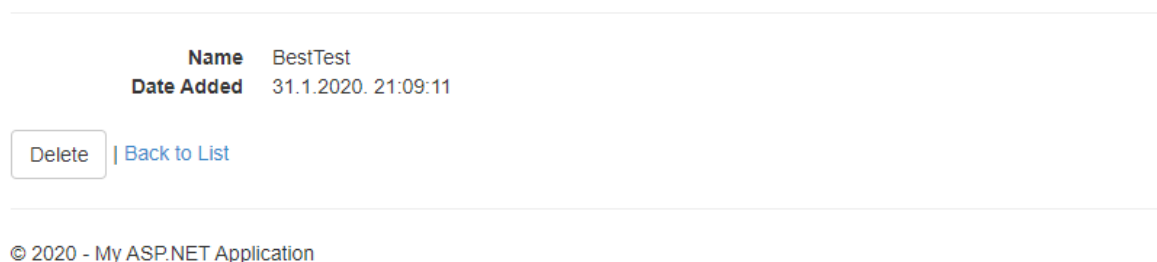 Name BestTest
Date Added 31.1.2020. 21:09:11
Delete | Back to List
© 2020 - My ASP.NET Application